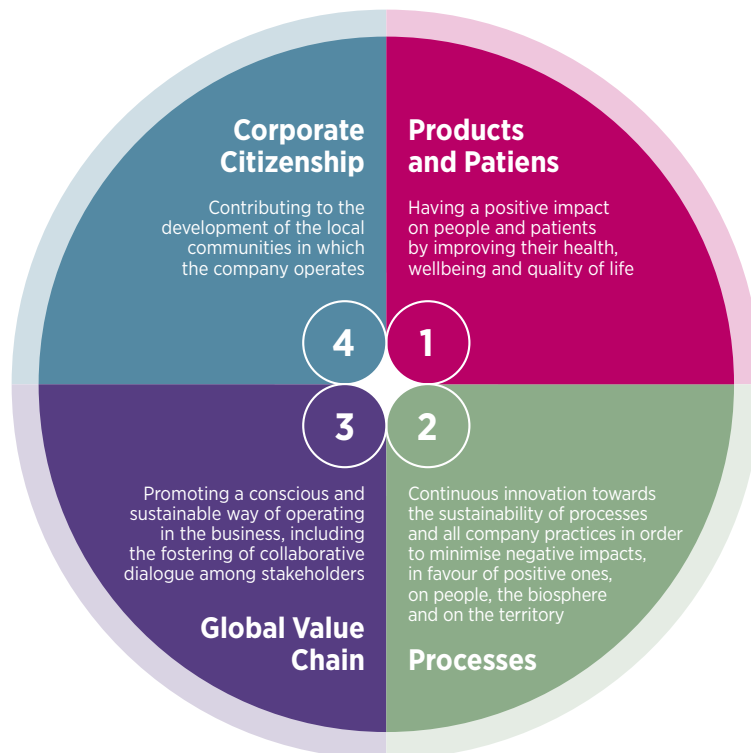 Corporate
Citizenship
Contributing to the
development of the local
communities in which
the company operates
4
Products
and Patiens
Having a positive impact
on people and patients
by improving their health,
wellbeing and quality of life
1
3
Promoting a conscious and
sustainable way of operating
in the business, including
the fostering of collaborative
dialogue among stakeholders
Global Value
Chain
2
Continuous innovation towards
the sustainability of processes
and all company practices in order
to minimise negative impacts,
in favour of positive ones,
on people, the biosphere
and on the territory
Processes